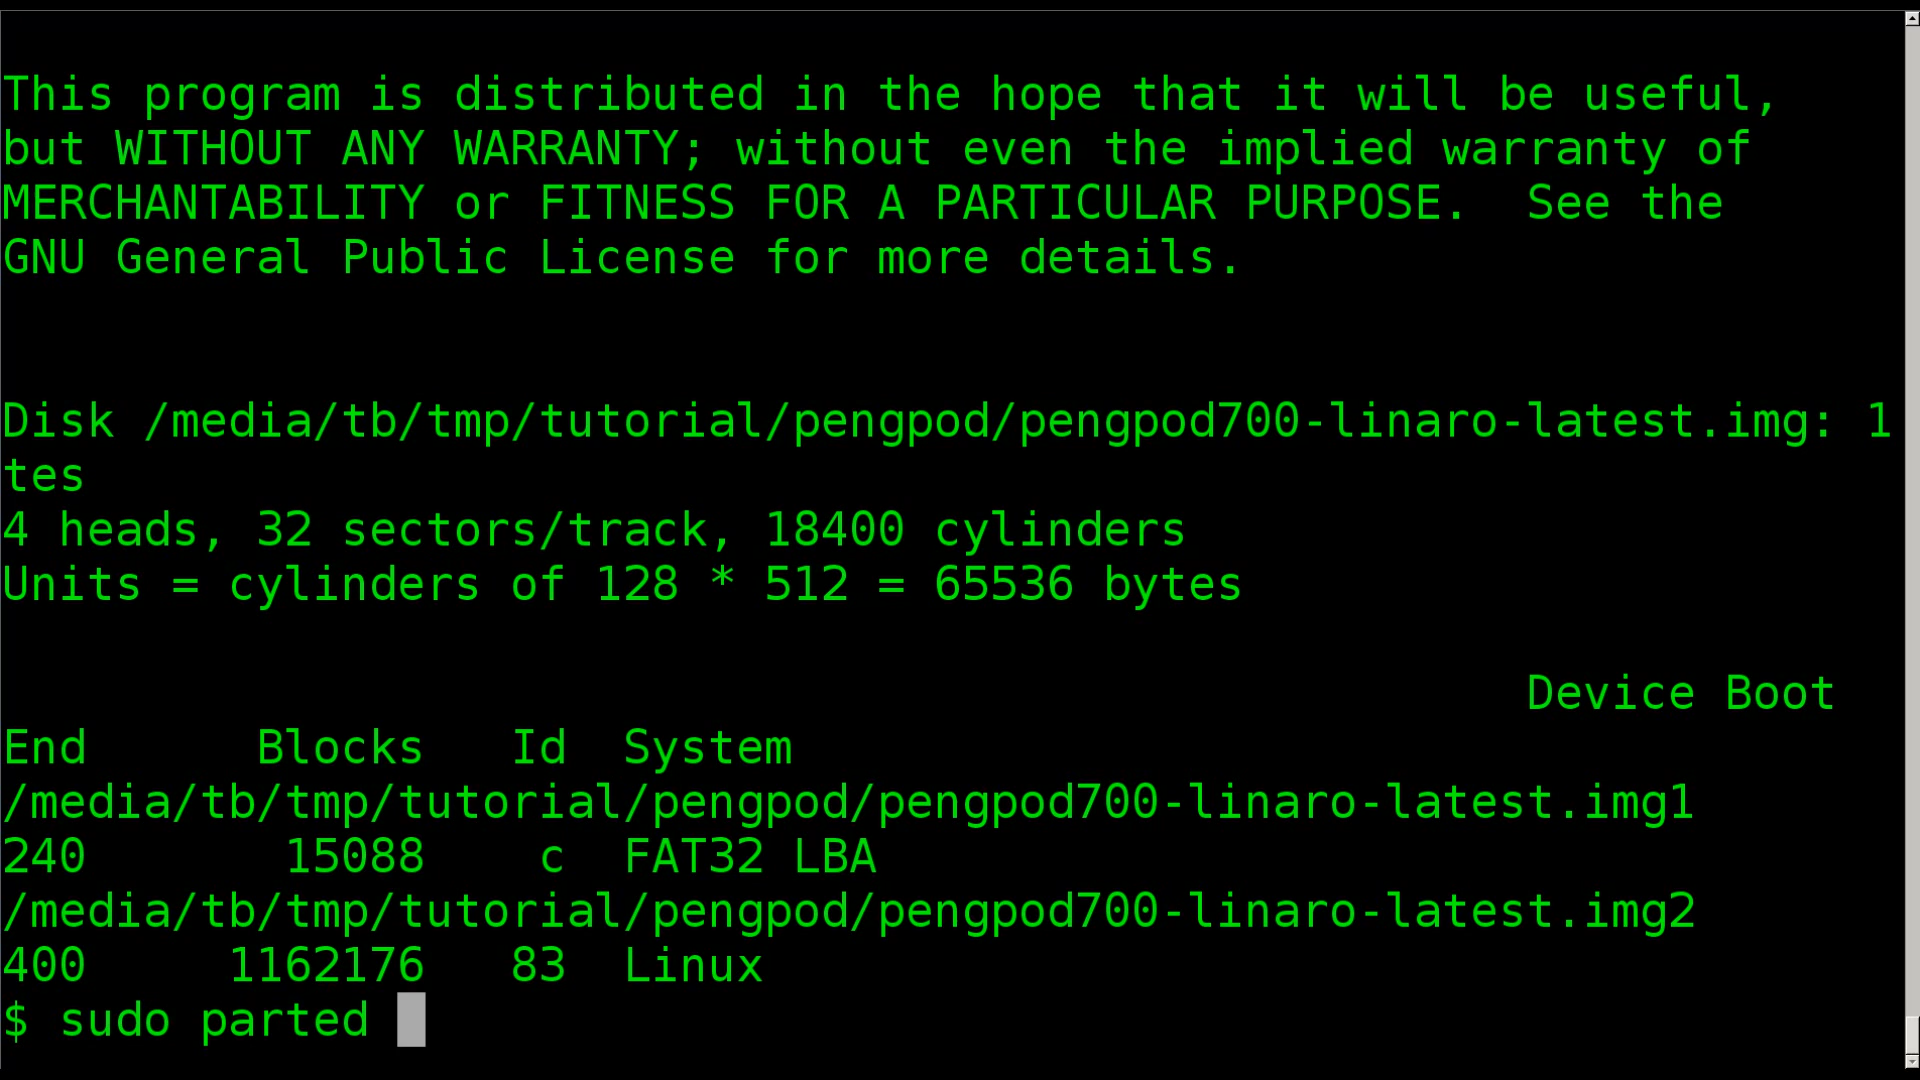 This program is distributed in the hope that it will be useful,
but WITHOUT ANY WARRANTY; without even the implied warranty of
MERCHANTABILITY or FITNESS FOR A PARTICULAR PURPOSE.  See the
GNU General Public License for more details.
Disk /media/tb/tmp/tutorial/pengpod/pengpod700-linaro-latest.img: 1
tes
4 heads, 32 sectors/track, 18400 cylinders
Units = cylinders of 128 * 512 = 65536 bytes
Device Boot
End      Blocks   Id  System
/media/tb/tmp/tutorial/pengpod/pengpod700-linaro-latest.img1
240       15088    c  FAT32 LBA
/media/tb/tmp/tutorial/pengpod/pengpod700-linaro-latest.img2
400     1162176   83  Linux
$ sudo parted